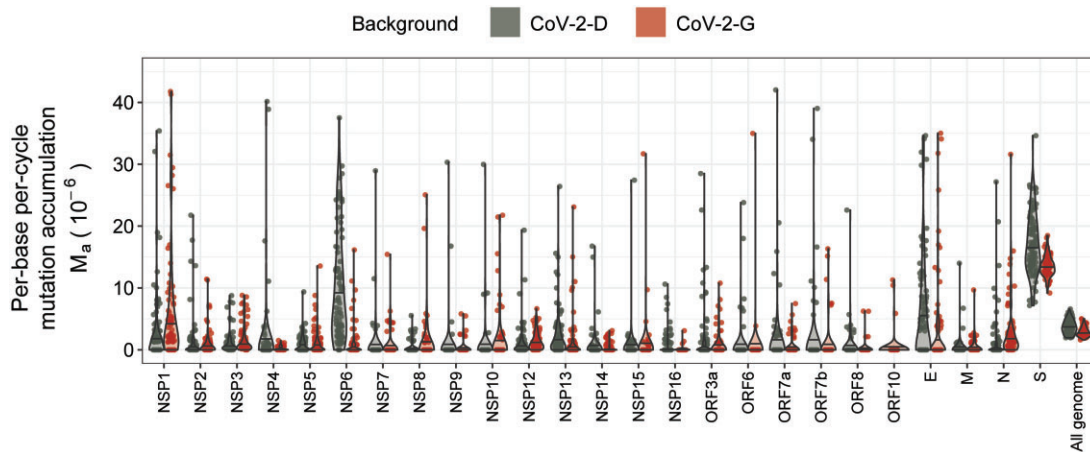 Background CoV-2-D CoV-2-G
Per-base per-cycle
mutation accumulation
Mₐ ( 10⁻⁶ )
40
30
20
10
0
NSP1
NSP2
NSP3
NSP4
NSP5
NSP6
NSP7
NSP8
NSP9
NSP10
NSP12
NSP13
NSP14
NSP15
NSP16
ORF3a
ORF6
ORF7a
ORF7b
ORF8
ORF10
E
M
N
S
All genome